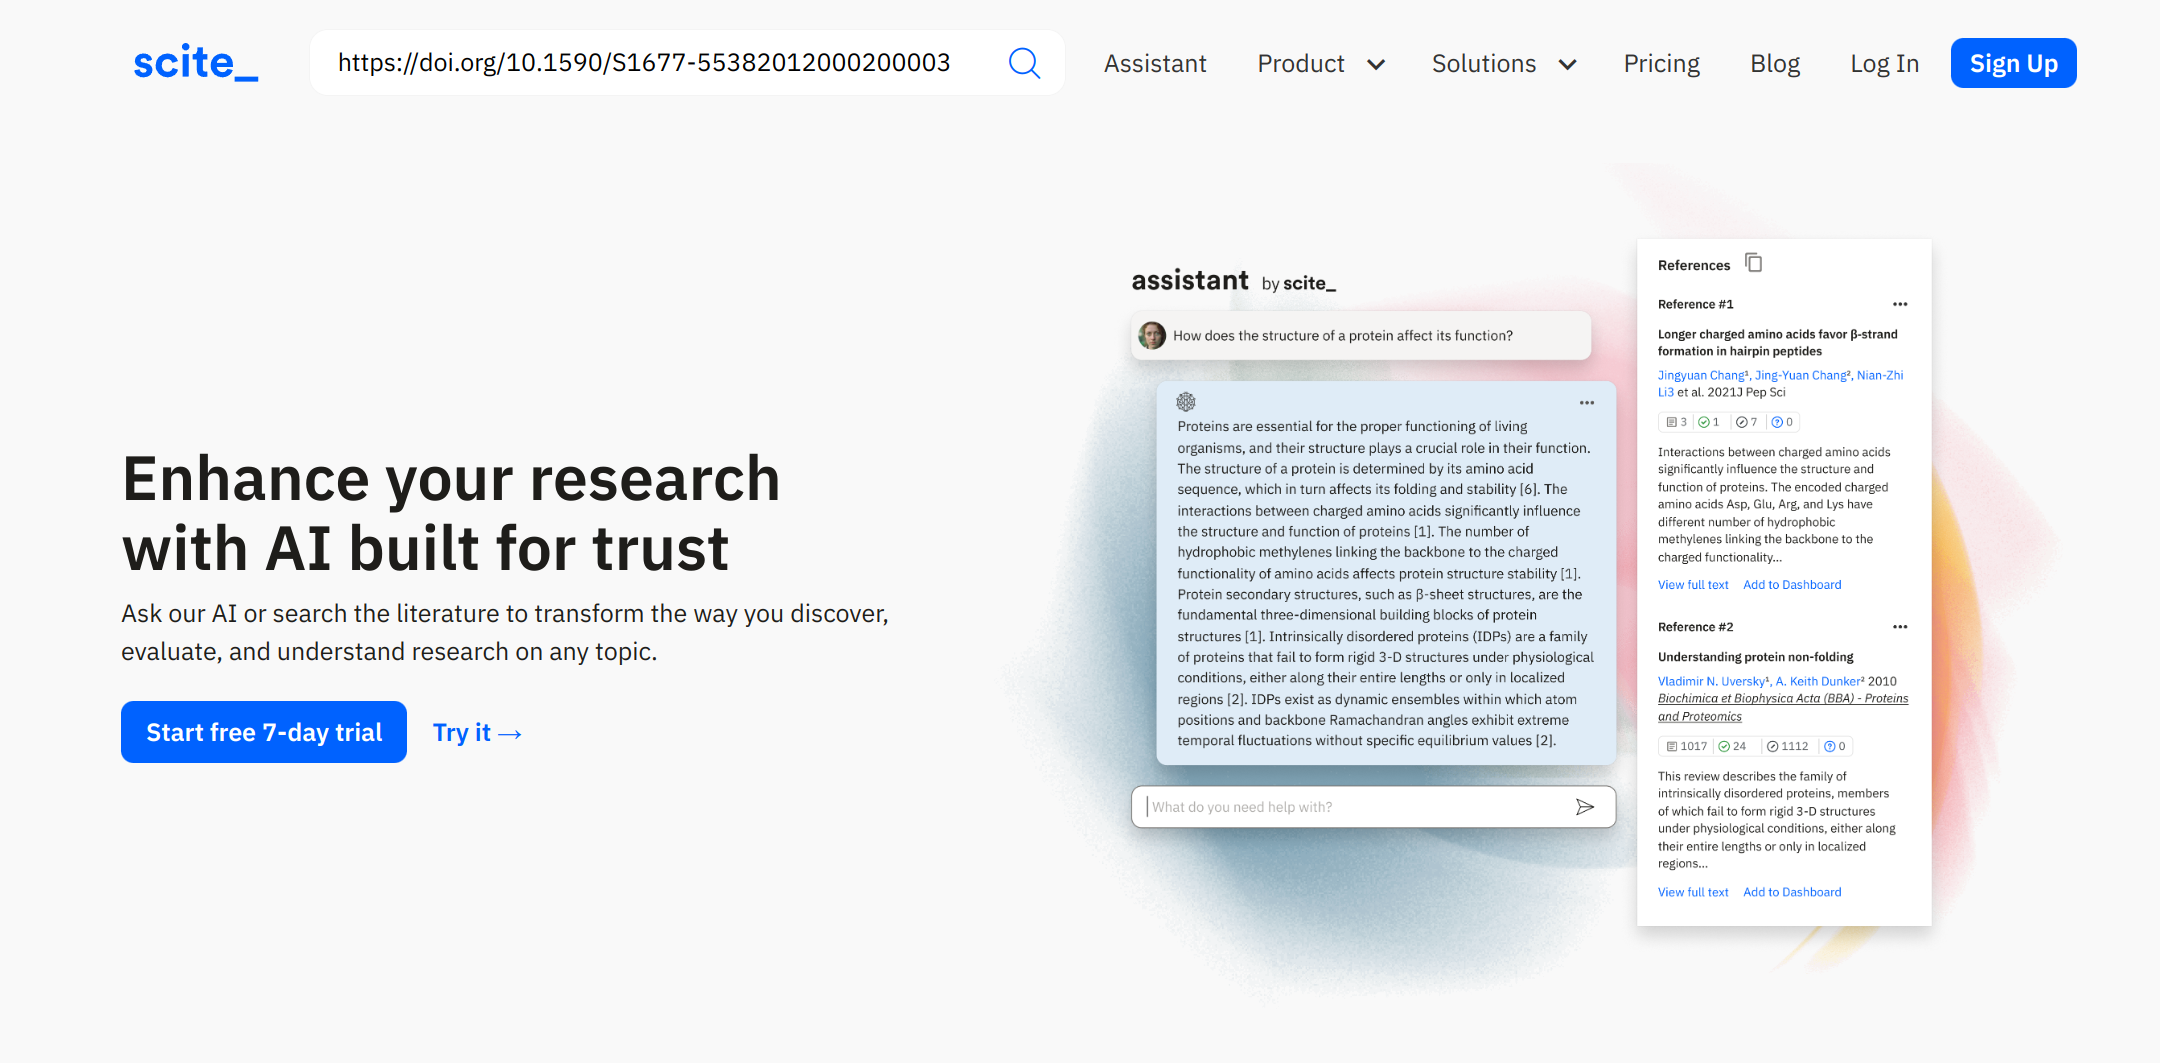 scite_
https://doi.org/10.1590/S1677-55382012000200003
Assistant
Product
Solutions
Pricing
Blog
Log In
Sign Up
Enhance your research
with AI built for trust
Ask our AI or search the literature to transform the way you discover,
evaluate, and understand research on any topic.
Start free 7-day trial
Try it →
assistant by scite_
How does the structure of a protein affect its function?
Proteins are essential for the proper functioning of living
organisms, and their structure plays a crucial role in their function.
The structure of a protein is determined by its amino acid
sequence, which in turn affects its folding and stability [6]. The
interactions between charged amino acids significantly influence
the structure and function of proteins [1]. The number of
hydrophobic methylenes linking the backbone to the charged
functionality of amino acids affects protein structure stability [1].
Protein secondary structures, such as β-sheet structures, are the
fundamental three-dimensional building blocks of protein
structures [1]. Intrinsically disordered proteins (IDPs) are a family
of proteins that fail to form rigid 3-D structures under physiological
conditions, either along their entire lengths or only in localized
regions [2]. IDPs exist as dynamic ensembles within which atom
positions and backbone Ramachandran angles exhibit extreme
temporal fluctuations without specific equilibrium values [2].
What do you need help with?
References
Reference #1
Longer charged amino acids favor β-strand
formation in hairpin peptides
Jingyuan Chang¹, Jing-Yuan Chang², Nian-Zhi
Li3 et al. 2021J Pep Sci
3 1 7 0
Interactions between charged amino acids
significantly influence the structure and
function of proteins. The encoded charged
amino acids Asp, Glu, Arg, and Lys have
different number of hydrophobic
methylenes linking the backbone to the
charged functionality...
View full text Add to Dashboard
Reference #2
Understanding protein non-folding
Vladimir N. Uversky¹, A. Keith Dunker² 2010
Biochimica et Biophysica Acta (BBA) - Proteins
and Proteomics
1017 24 1112 0
This review describes the family of
intrinsically disordered proteins, members
of which fail to form rigid 3-D structures
under physiological conditions, either along
their entire lengths or only in localized
regions...
View full text Add to Dashboard